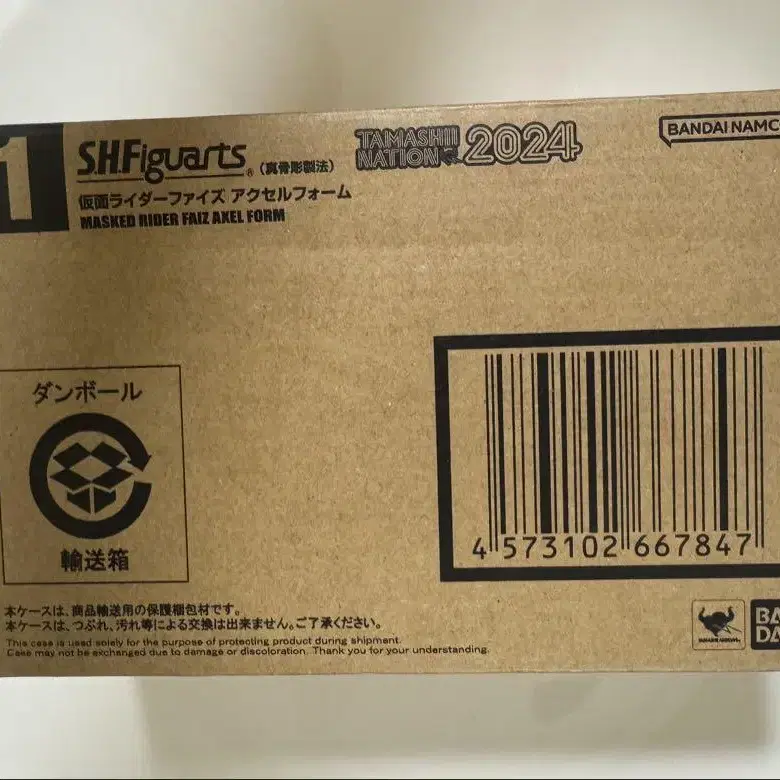 1
S.H.Figuarts® (真骨彫製法)
TAMASHII NATION 2024
BANDAI NAMCO
仮面ライダーファイズ アクセルフォーム
MASKED RIDER FAIZ AXEL FORM
ダンボール
輸送箱
4 573102 667847
本ケースは、商品輸送用の保護梱包材です。
本ケースは、つぶれ、汚れ等による交換は出来ません。ご了承ください。
This case is used solely for the purpose of protecting product during shipment.
Case may not be exchanged due to damage or discoloration. Thank you for your understanding.
TAMASHII NATIONS
BA
DA